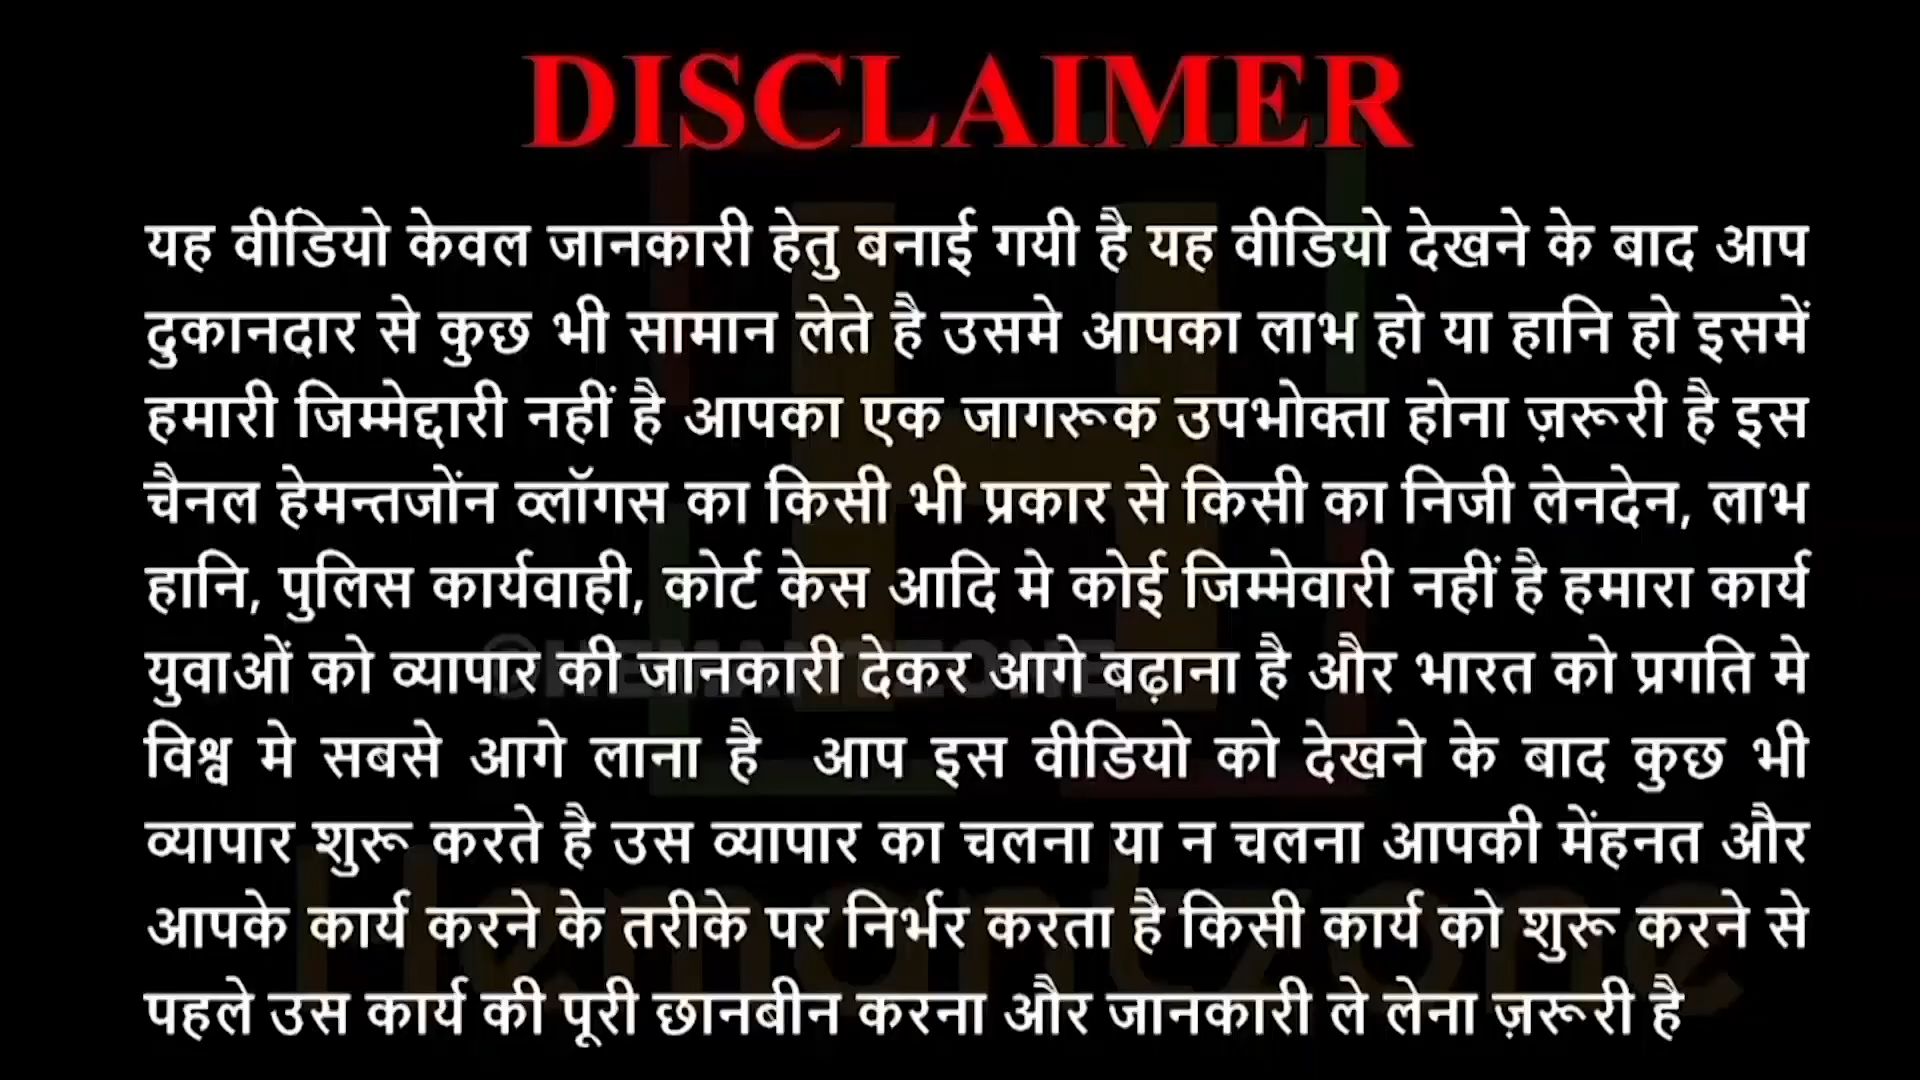 DISCLAIMER
यह वीडियो केवल जानकारी हेतु बनाई गयी है यह वीडियो देखने के बाद आप
दुकानदार से कुछ भी सामान लेते है उसमे आपका लाभ हो या हानि हो इसमें
हमारी जिम्मेद्दारी नहीं है आपका एक जागरूक उपभोक्ता होना ज़रूरी है इस
चैनल हेमन्तजोंन व्लॉगस का किसी भी प्रकार से किसी का निजी लेनदेन, लाभ
हानि, पुलिस कार्यवाही, कोर्ट केस आदि मे कोई जिम्मेवारी नहीं है हमारा कार्य
युवाओं को व्यापार की जानकारी देकर आगे बढ़ाना है और भारत को प्रगति मे
विश्व मे सबसे आगे लाना है आप इस वीडियो को देखने के बाद कुछ भी
व्यापार शुरू करते है उस व्यापार का चलना या न चलना आपकी मेंहनत और
आपके कार्य करने के तरीके पर निर्भर करता है किसी कार्य को शुरू करने से
पहले उस कार्य की पूरी छानबीन करना और जानकारी ले लेना ज़रूरी है
@HEMANTZONE
Hemantzone